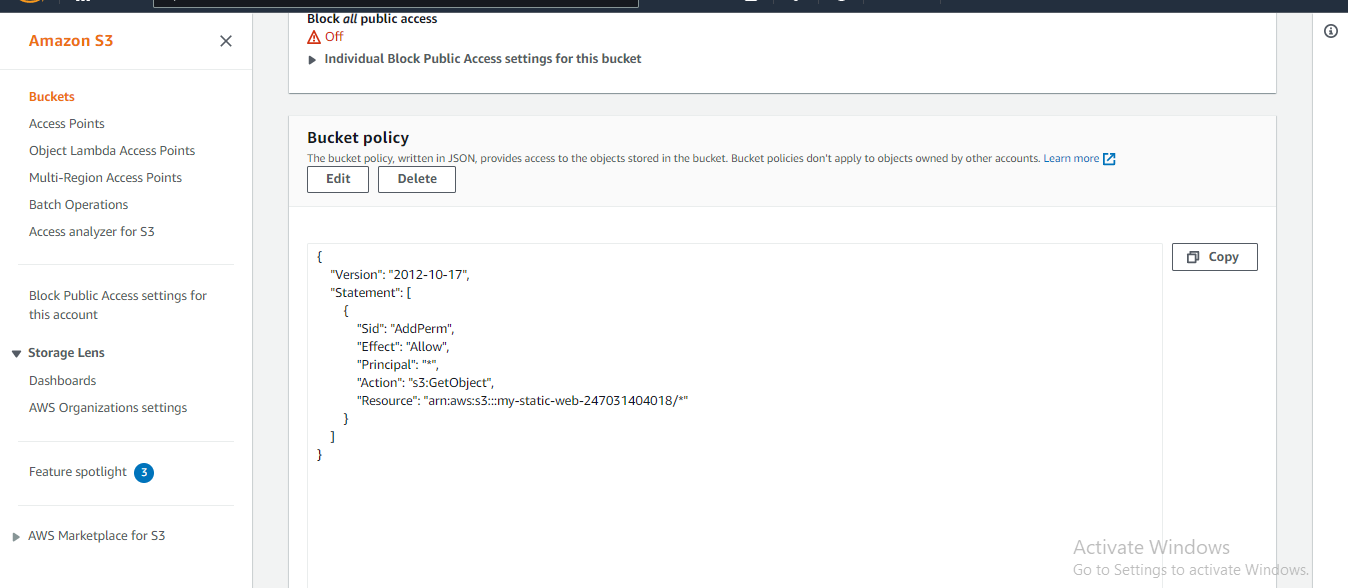 Amazon S3
Buckets
Access Points
Object Lambda Access Points
Multi-Region Access Points
Batch Operations
Access analyzer for S3
Block Public Access settings for
this account
Storage Lens
Dashboards
AWS Organizations settings
Feature spotlight 3
AWS Marketplace for S3
Block all public access
Off
Individual Block Public Access settings for this bucket
Bucket policy
The bucket policy, written in JSON, provides access to the objects stored in the bucket. Bucket policies don't apply to objects owned by other accounts. Learn more
Edit Delete
Copy
{
"Version": "2012-10-17",
"Statement": [
{
"Sid": "AddPerm",
"Effect": "Allow",
"Principal": "*",
"Action": "s3:GetObject",
"Resource": "arn:aws:s3:::my-static-web-247031404018/*"
}
]
}
Activate Windows
Go to Settings to activate Windows.